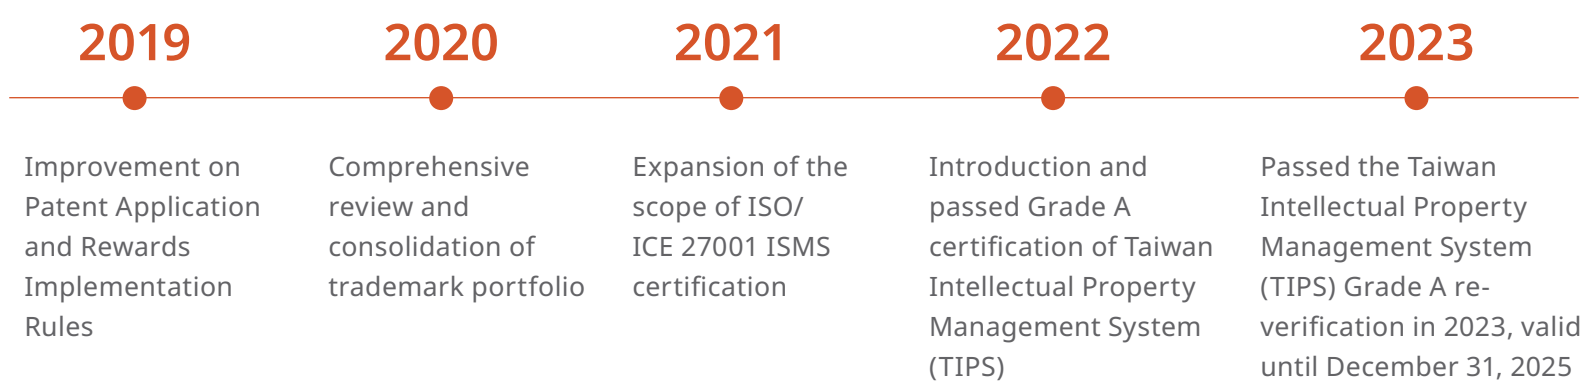 2019
Improvement on
Patent Application
and Rewards
Implementation
Rules
2020
Comprehensive
review and
consolidation of
trademark portfolio
2021
Expansion of the
scope of ISO/
ICE 27001 ISMS
certification
2022
Introduction and
passed Grade A
certification of Taiwan
Intellectual Property
Management System
(TIPS)
2023
Passed the Taiwan
Intellectual Property
Management System
(TIPS) Grade A re-
verification in 2023, valid
until December 31, 2025